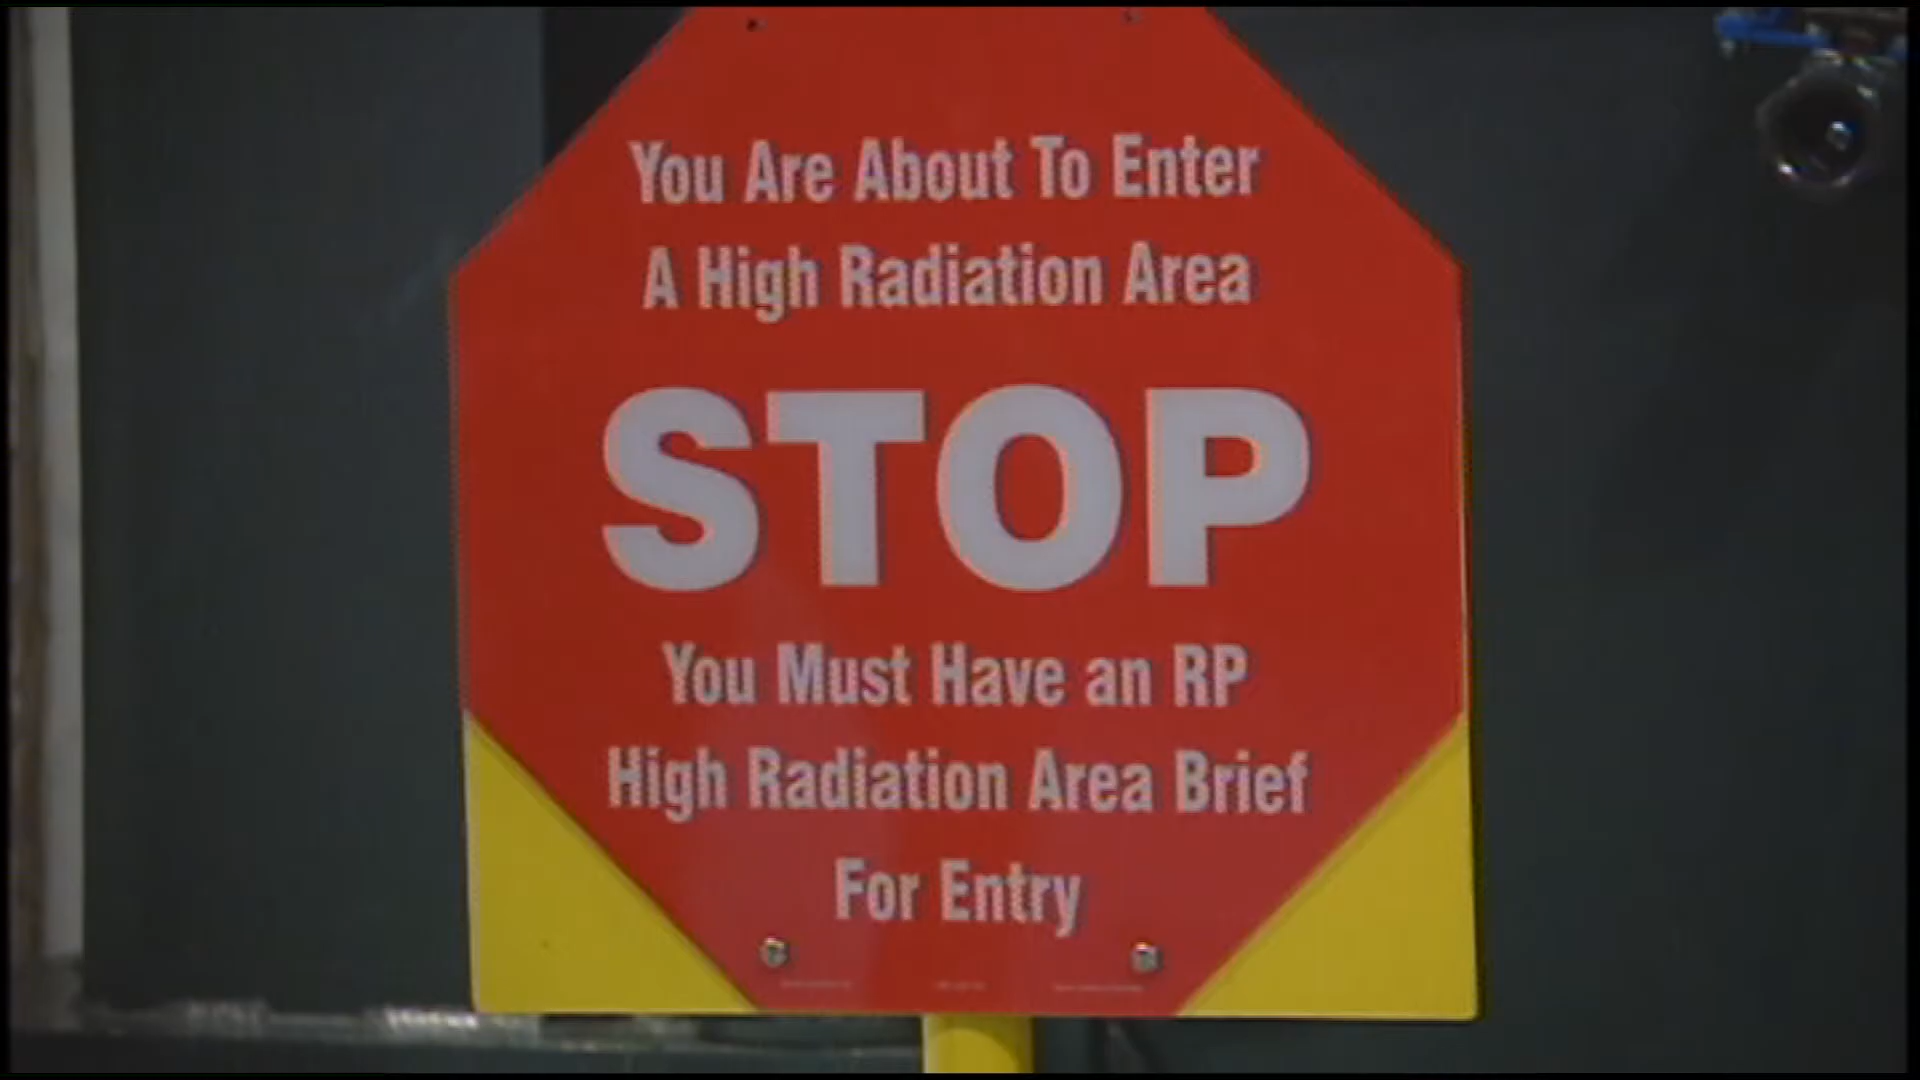 You Are About To Enter
A High Radiation Area
STOP
You Must Have an RP
High Radiation Area Brief
For Entry